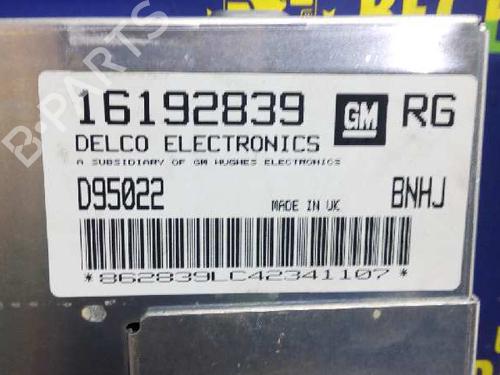 16192839 GM RG
DELCO ELECTRONICS
A SUBSIDIARY OF GM HUGHES ELECTRONICS
D95022 MADE IN UK BNHJ
*862839LC42341107*
B-PARTS